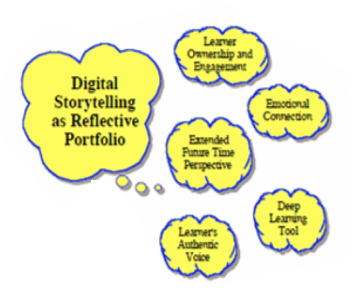 Digital
Storytelling
as Reflective
Portfolio
Learner
Ownership and
Engagement
Emotional
Connection
Extended
Future Time
Perspective
Deep
Learning
Tool
Learner's
Authentic
Voice